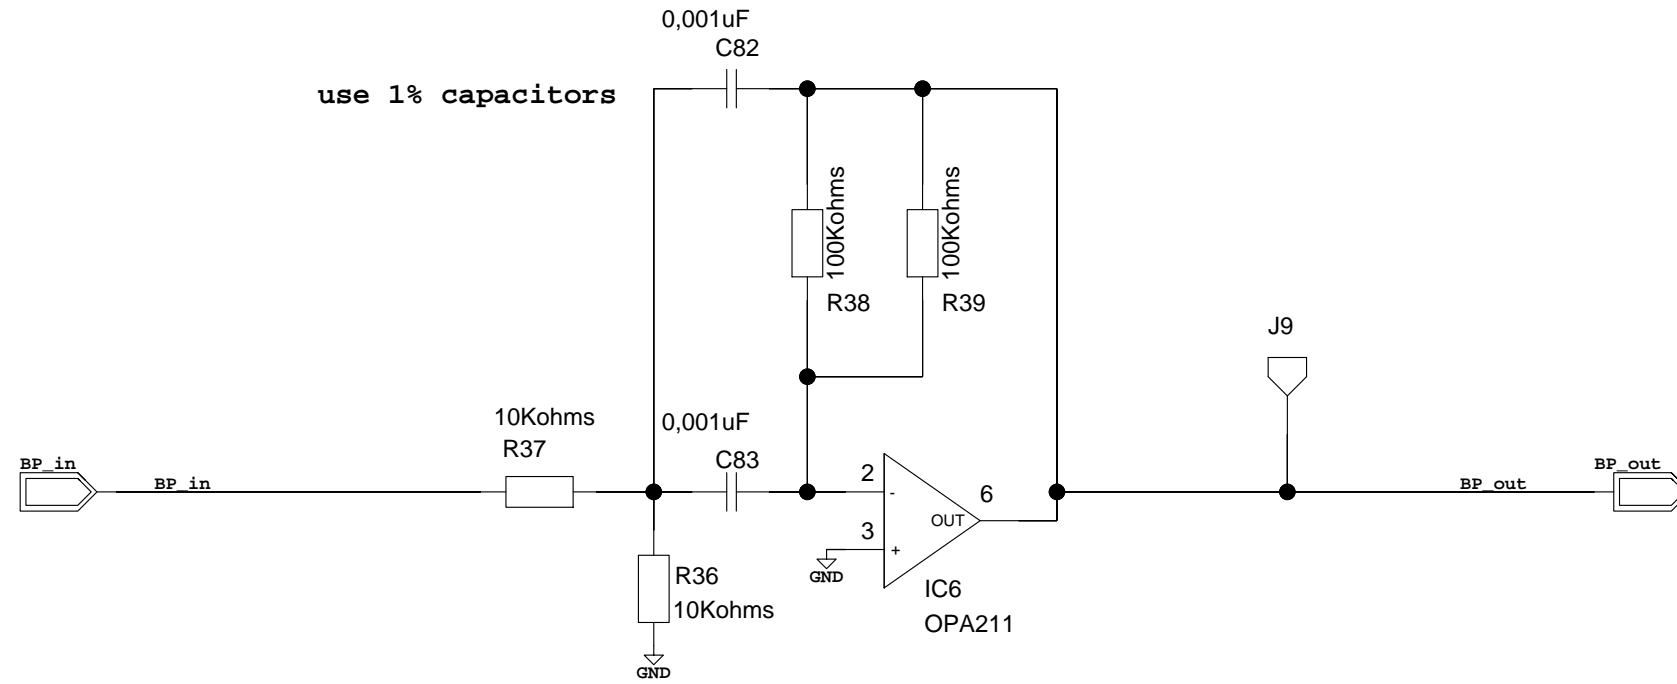 0,001uF
C82
use 1% capacitors
100Kohms
R38
100Kohms
R39
J9
10Kohms
R37
0,001uF
C83
BP_in
BP_in
2
-
6
OUT
3
+
GND
IC6
OPA211
BP_out
BP_out
R36
10Kohms
GND